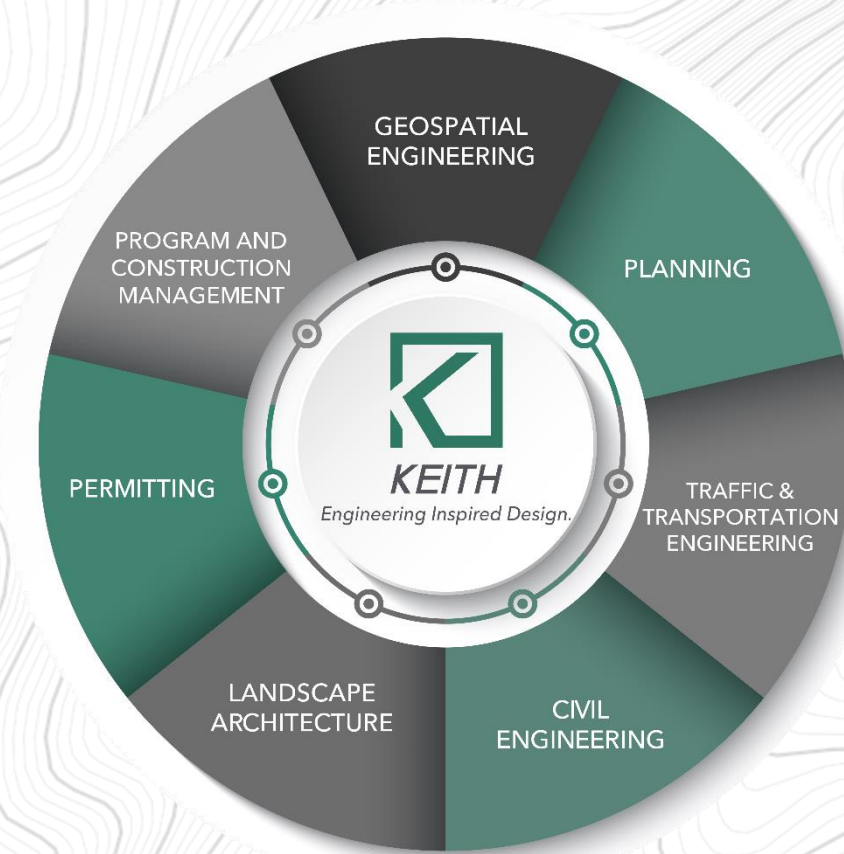 GEOSPATIAL
ENGINEERING
PLANNING
TRAFFIC &
TRANSPORTATION
ENGINEERING
CIVIL
ENGINEERING
LANDSCAPE
ARCHITECTURE
PERMITTING
PROGRAM AND
CONSTRUCTION
MANAGEMENT
KEITH
Engineering Inspired Design.